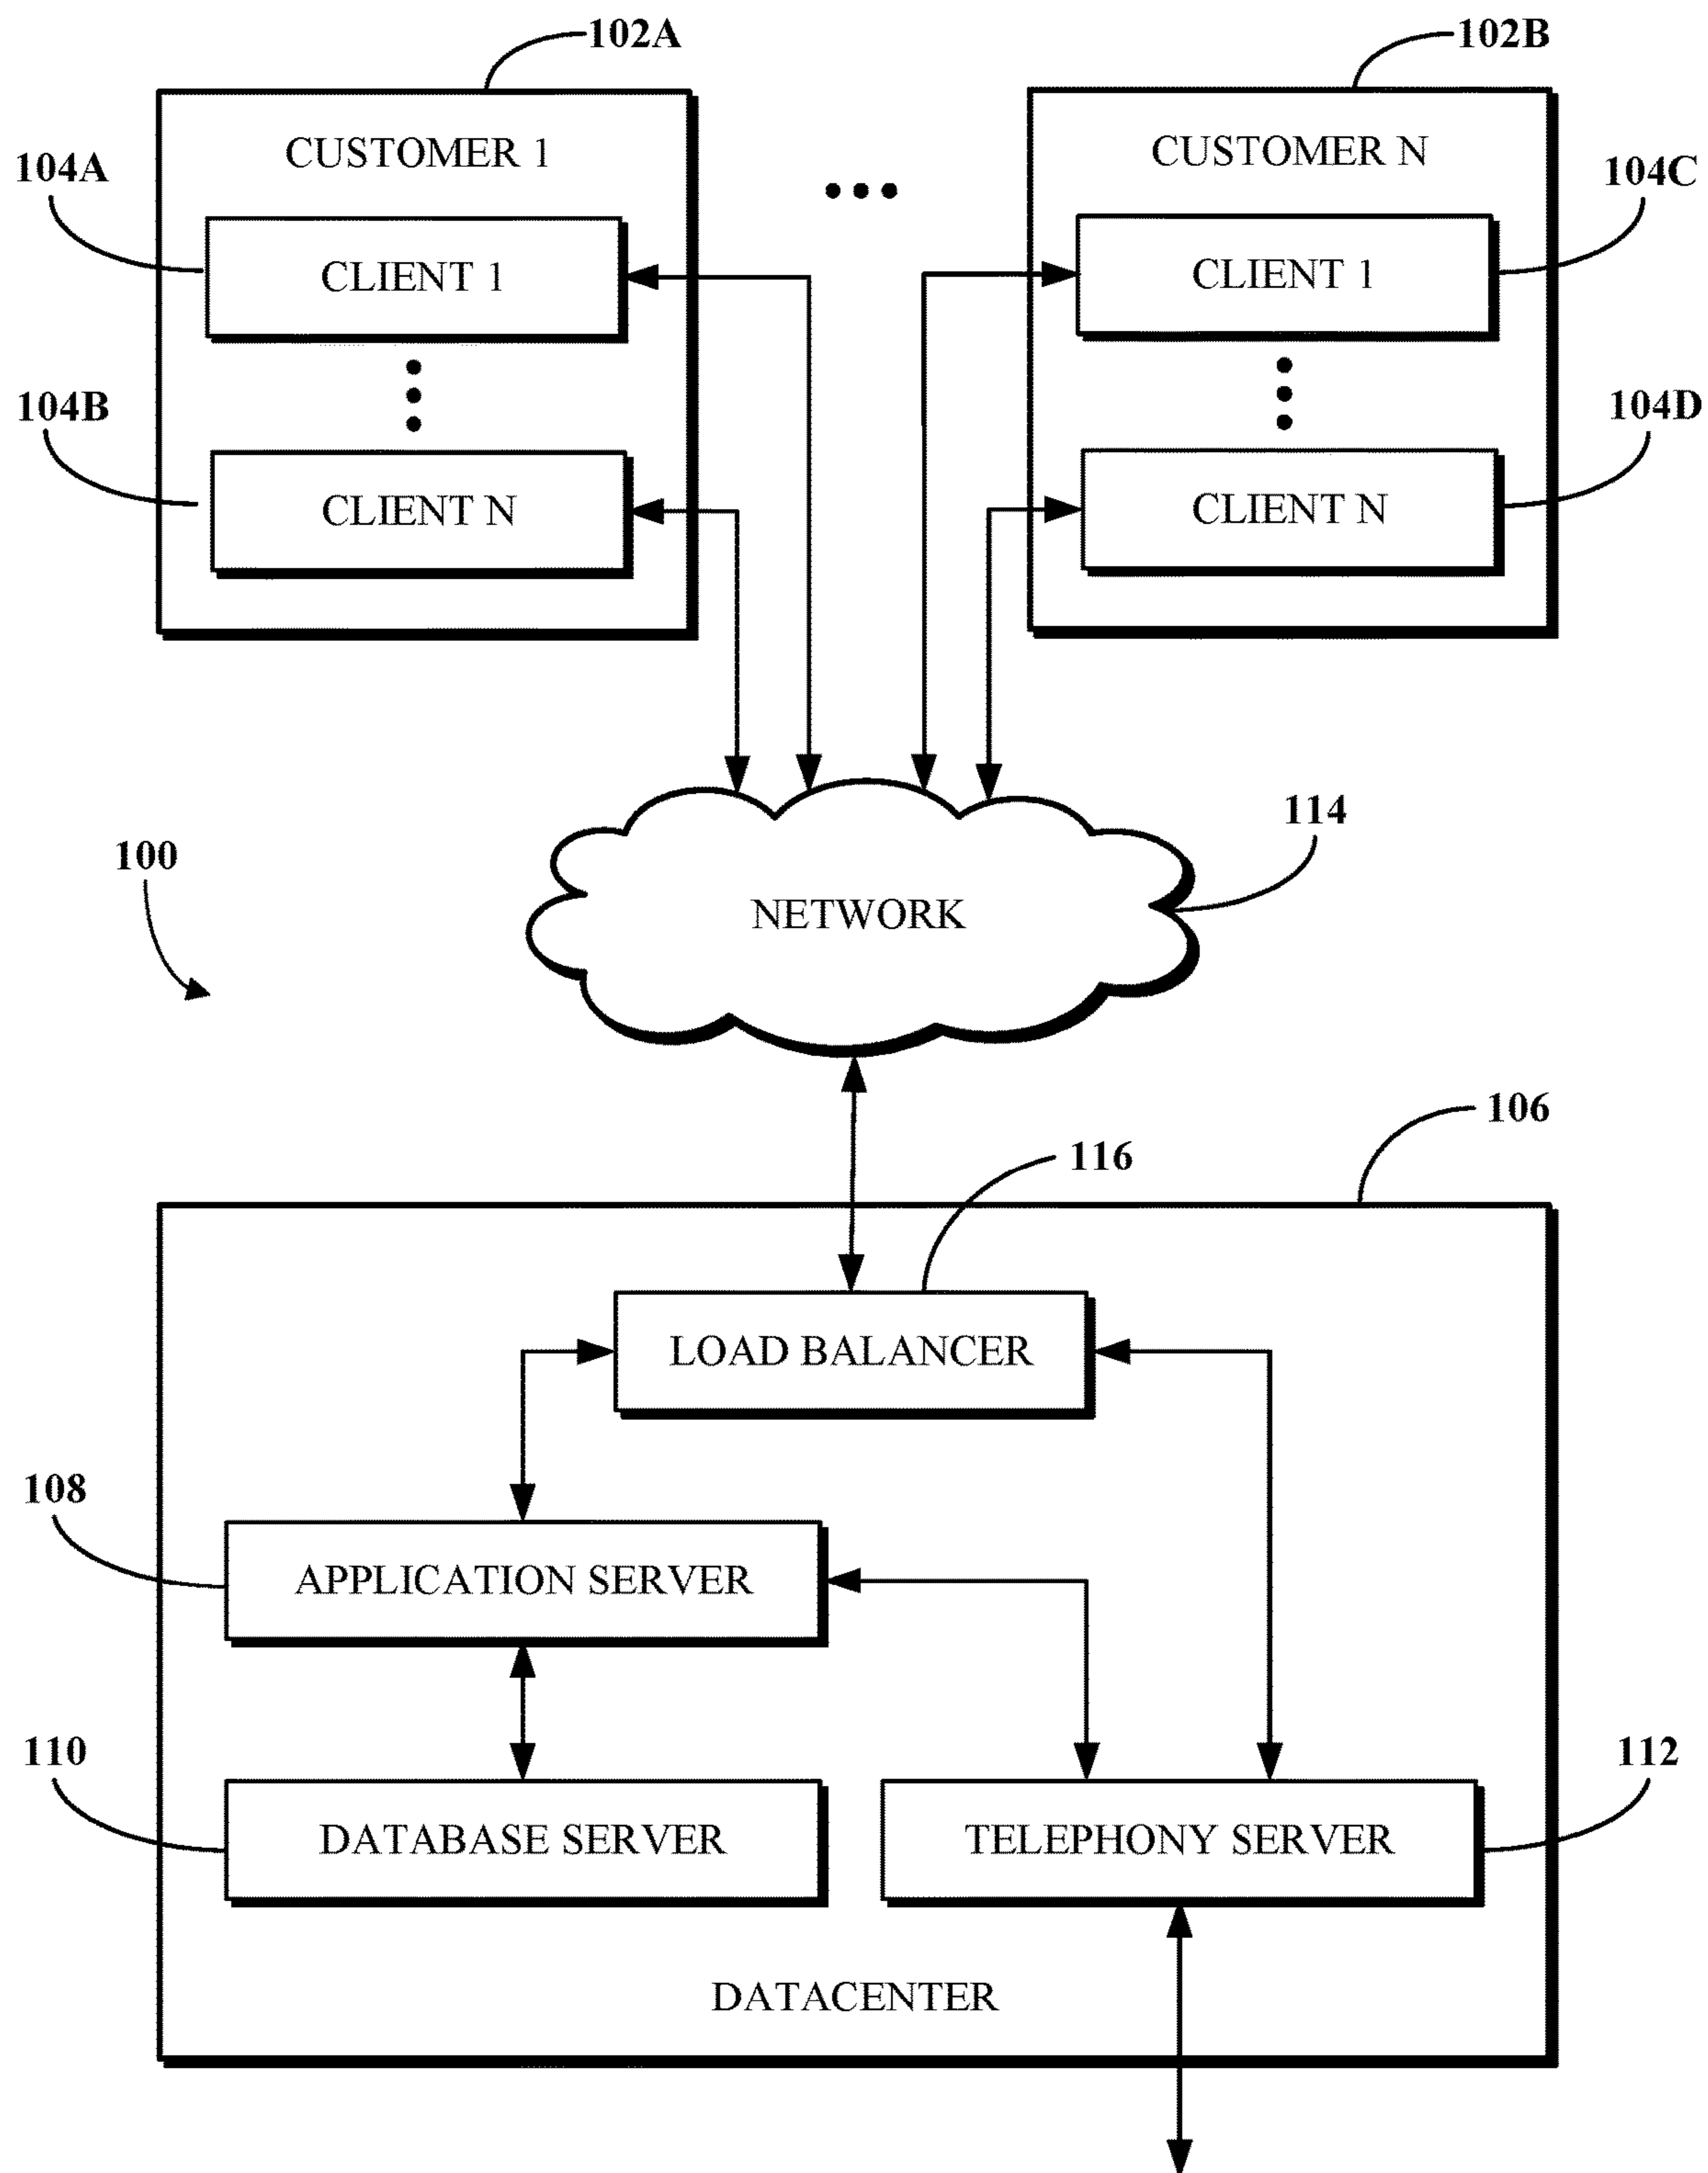 102A
102B
CUSTOMER 1
CUSTOMER N
104A
104C
CLIENT 1
CLIENT 1
104B
104D
CLIENT N
CLIENT N
114
100
NETWORK
106
116
LOAD BALANCER
108
APPLICATION SERVER
110
112
DATABASE SERVER
TELEPHONY SERVER
DATACENTER